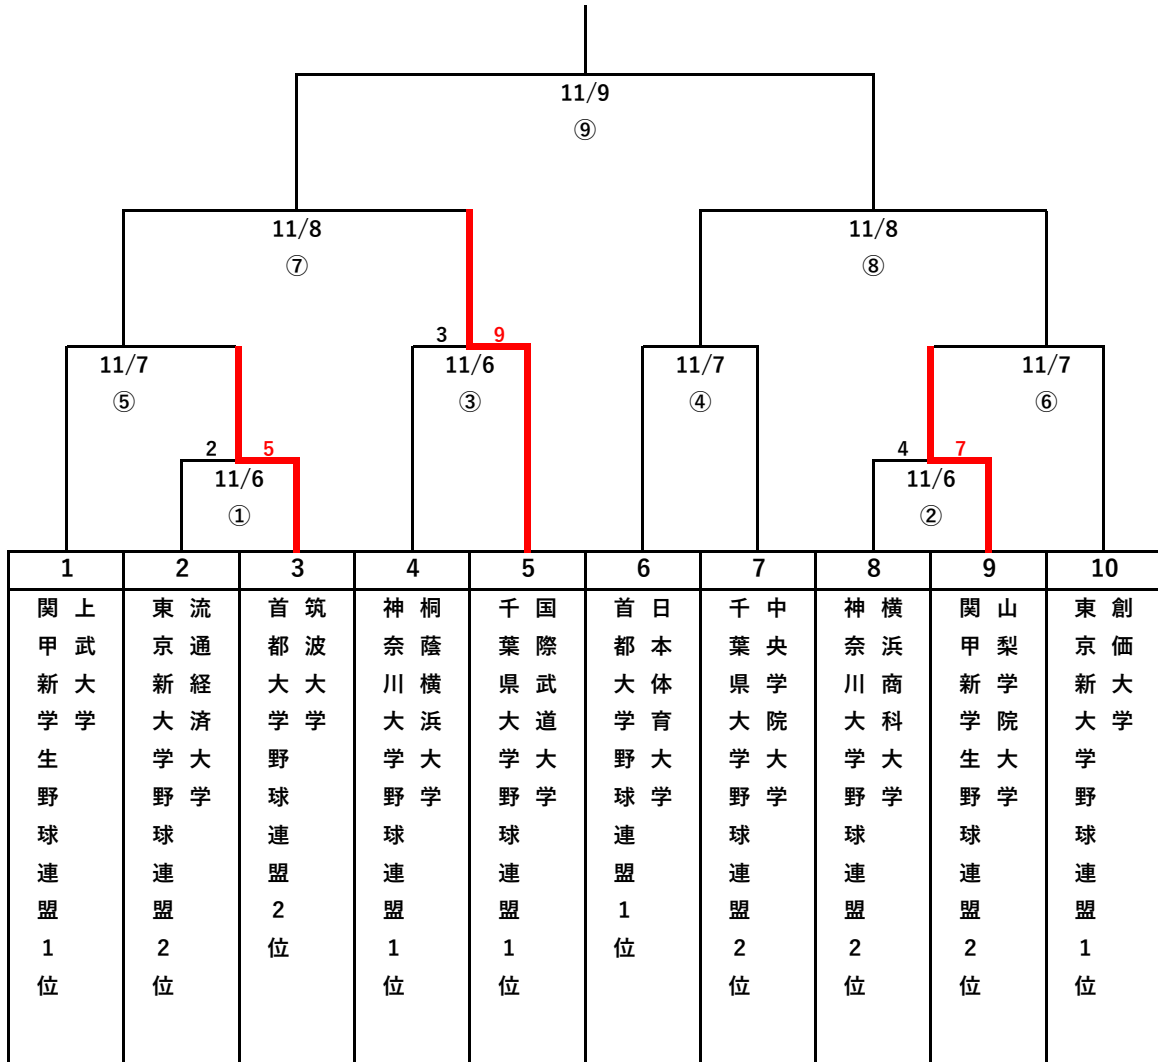 11/9
⑨
11/8
11/8
⑦
⑧
3
9
11/7
11/6
11/7
11/7
⑤
③
④
⑥
2
5
4
7
11/6
11/6
①
②
1
2
3
4
5
6
7
8
9
10
上武大学
関甲新学生野球連盟1位
流通経済大学
東京新大学野球連盟2位
筑波大学
首都大学野球連盟2位
桐蔭横浜大学
神奈川大学野球連盟1位
国際武道大学
千葉県大学野球連盟1位
日本体育大学
首都大学野球連盟1位
中央学院大学
千葉県大学野球連盟2位
横浜商科大学
神奈川大学野球連盟2位
山梨学院大学
関甲新学生野球連盟2位
創価大学
東京新大学野球連盟1位